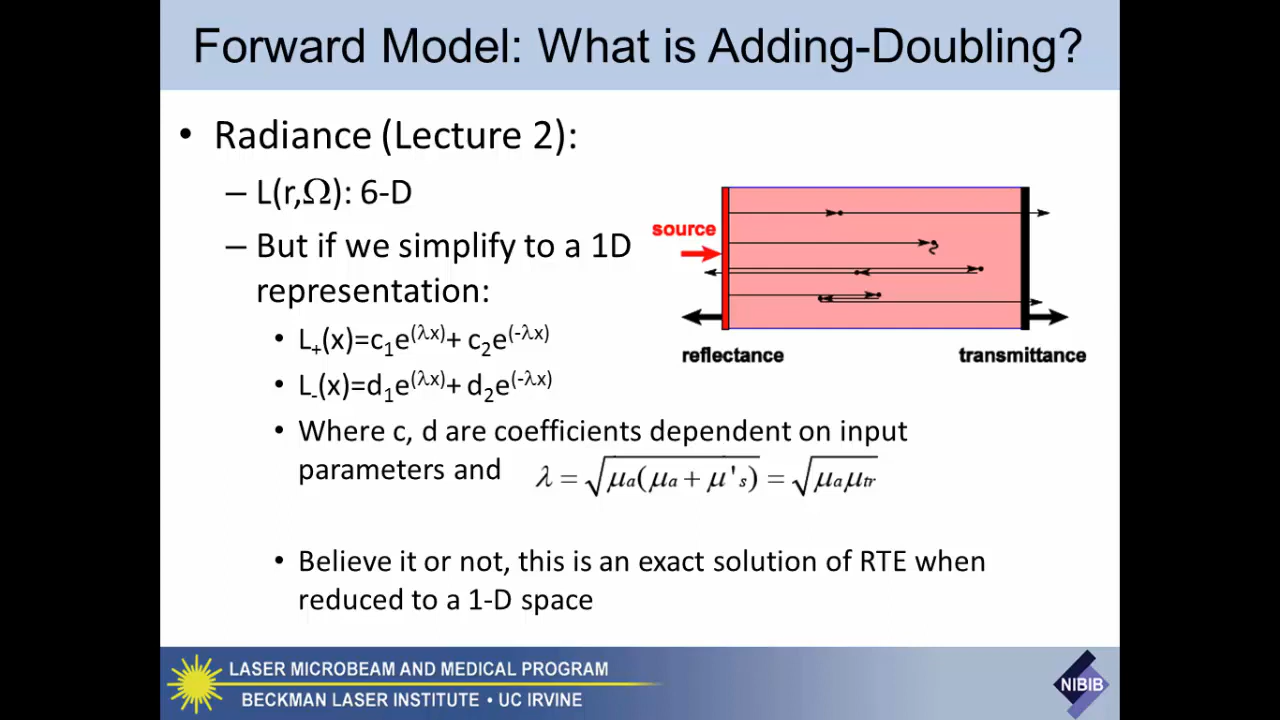 Forward Model: What is Adding-Doubling?
• Radiance (Lecture 2):
– L(r,Ω): 6-D
– But if we simplify to a 1D
representation:
• L₊(x)=c₁e^(λx)+ c₂e^(-λx)
• L₋(x)=d₁e^(λx)+ d₂e^(-λx)
• Where c, d are coefficients dependent on input
parameters and λ = √μa(μa + μ's) = √μaμtr
• Believe it or not, this is an exact solution of RTE when
reduced to a 1-D space
source
reflectance transmittance
LASER MICROBEAM AND MEDICAL PROGRAM
BECKMAN LASER INSTITUTE • UC IRVINE
NIBIB